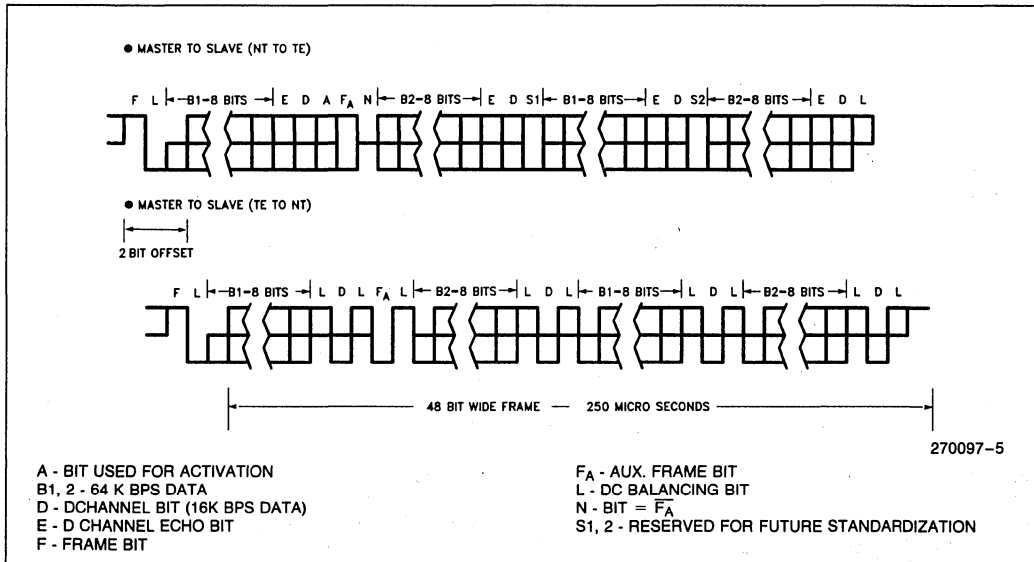 ● MASTER TO SLAVE (NT TO TE)
F L B1-8 BITS E D A FA N B2-8 BITS E D S1 B1-8 BITS E D S2 B2-8 BITS E D L
● MASTER TO SLAVE (TE TO NT)
2 BIT OFFSET
F L B1-8 BITS L D L FA L B2-8 BITS L D L B1-8 BITS L D L B2-8 BITS L D L
48 BIT WIDE FRAME — 250 MICRO SECONDS
270097-5
A - BIT USED FOR ACTIVATION
B1, 2 - 64 K BPS DATA
D - DCHANNEL BIT (16K BPS DATA)
E - D CHANNEL ECHO BIT
F - FRAME BIT
FA - AUX. FRAME BIT
L - DC BALANCING BIT
N - BIT = F̅A̅
S1, 2 - RESERVED FOR FUTURE STANDARDIZATION